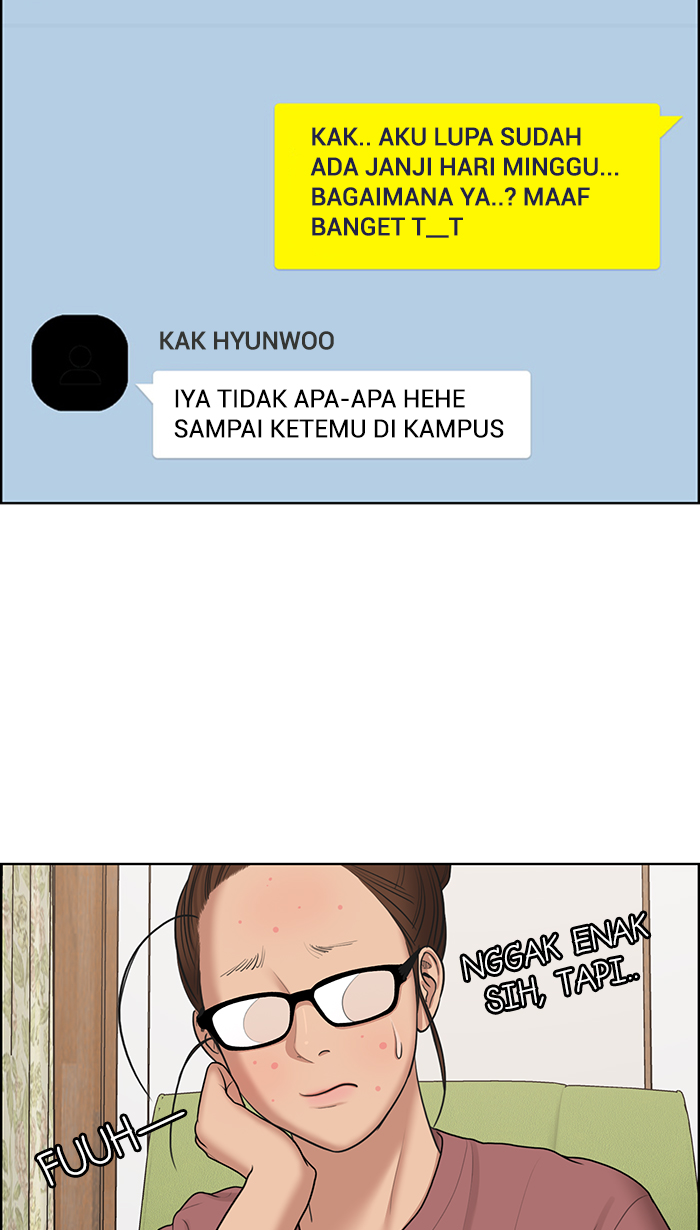 KAK.. AKU LUPA SUDAH
ADA JANJI HARI MINGGU...
BAGAIMANA YA..? MAAF
BANGET T__T
KAK HYUNWOO
IYA TIDAK APA-APA HEHE
SAMPAI KETEMU DI KAMPUS
NGGAK ENAK
SIH, TAPI..
FUUH—